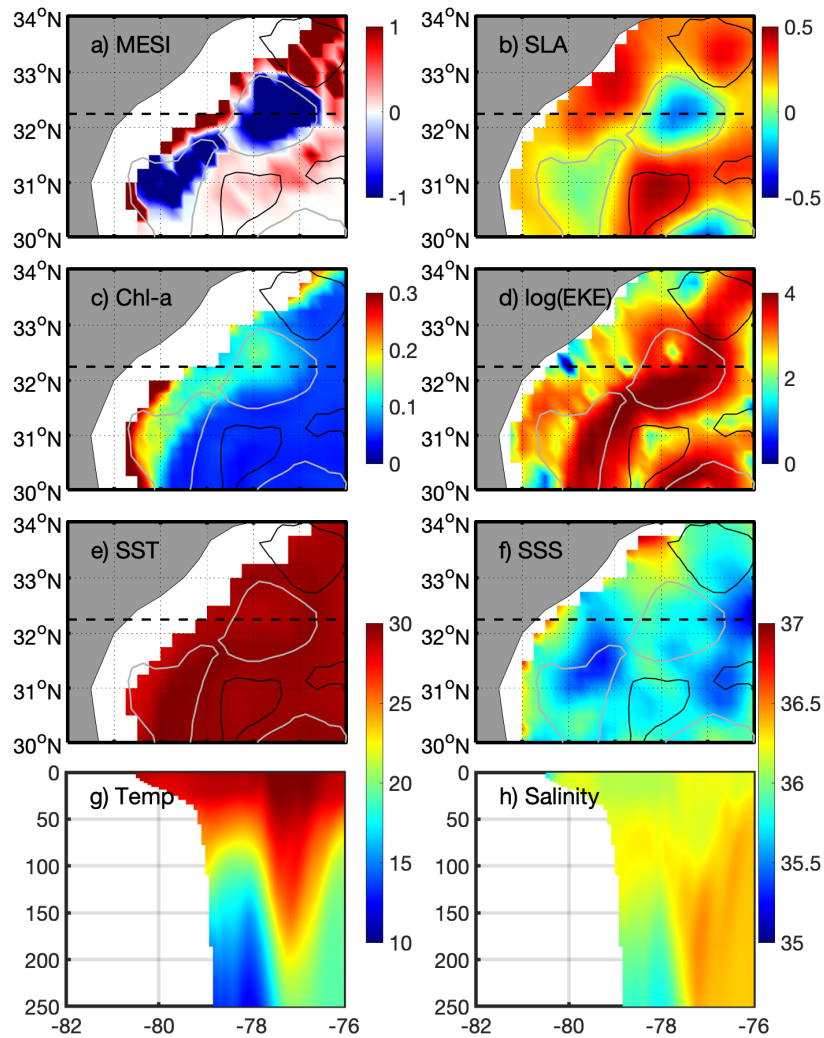 34°N
a) MESI
33°N
32°N
31°N
30°N
1
0
-1
b) SLA
34°N
33°N
32°N
31°N
30°N
0.5
0
-0.5
34°N
c) Chl-a
33°N
32°N
31°N
30°N
0.3
0.2
0.1
0
34°N
d) log(EKE)
33°N
32°N
31°N
30°N
4
2
0
34°N
e) SST
33°N
32°N
31°N
30°N
34°N
f) SSS
33°N
32°N
31°N
30°N
30
25
20
15
10
37
36.5
36
35.5
35
0
g) Temp
50
100
150
200
250
-82 -80 -78 -76
0
h) Salinity
50
100
150
200
250
-82 -80 -78 -76